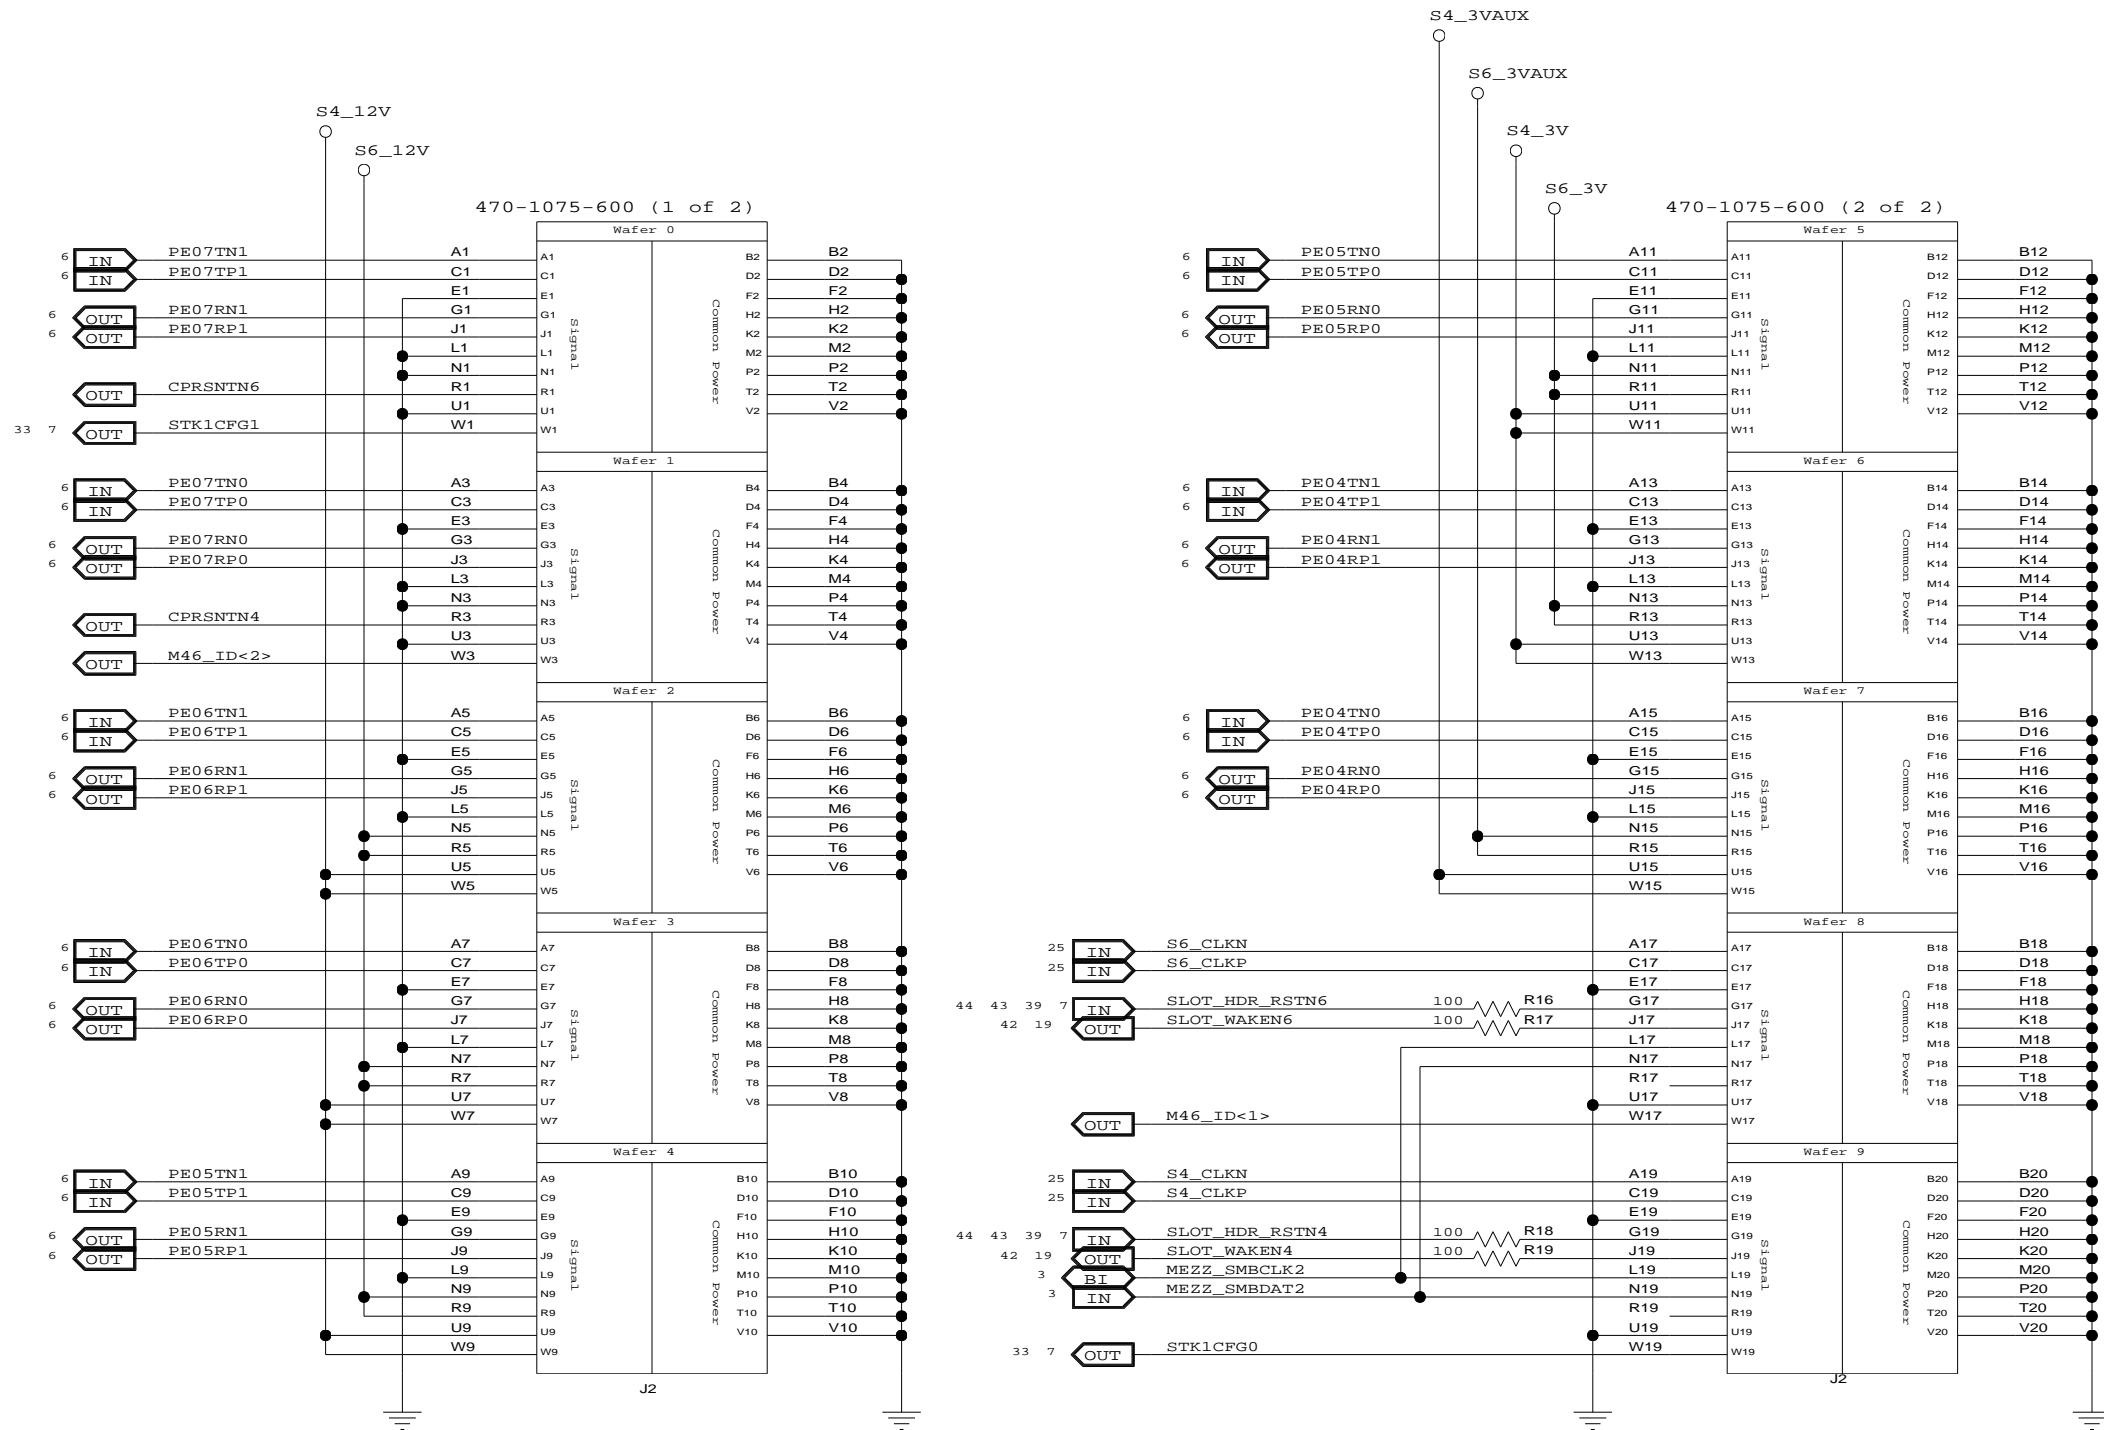 S4_3VAUX
S6_3VAUX
S4_12V
S4_3V
S6_12V
S6_3V
470-1075-600 (1 of 2)
Wafer 0
6 IN PE07TN1 A1 A1 B2 B2
6 IN PE07TP1 C1 C1 D2 D2
E1 E1 F2 F2
6 OUT PE07RN1 G1 G1 H2 H2
6 OUT PE07RP1 J1 J1 K2 K2
L1 L1 M2 M2
N1 N1 P2 P2
OUT CPRSNTN6 R1 R1 T2 T2
U1 U1 V2 V2
33 7 OUT STK1CFG1 W1 W1
Signal
Common Power
Wafer 1
6 IN PE07TN0 A3 A3 B4 B4
6 IN PE07TP0 C3 C3 D4 D4
E3 E3 F4 F4
6 OUT PE07RN0 G3 G3 H4 H4
6 OUT PE07RP0 J3 J3 K4 K4
L3 L3 M4 M4
N3 N3 P4 P4
OUT CPRSNTN4 R3 R3 T4 T4
U3 U3 V4 V4
OUT M46_ID<2> W3 W3
Signal
Common Power
Wafer 2
6 IN PE06TN1 A5 A5 B6 B6
6 IN PE06TP1 C5 C5 D6 D6
E5 E5 F6 F6
6 OUT PE06RN1 G5 G5 H6 H6
6 OUT PE06RP1 J5 J5 K6 K6
L5 L5 M6 M6
N5 N5 P6 P6
R5 R5 T6 T6
U5 U5 V6 V6
W5 W5
Signal
Common Power
Wafer 3
6 IN PE06TN0 A7 A7 B8 B8
6 IN PE06TP0 C7 C7 D8 D8
E7 E7 F8 F8
6 OUT PE06RN0 G7 G7 H8 H8
6 OUT PE06RP0 J7 J7 K8 K8
L7 L7 M8 M8
N7 N7 P8 P8
R7 R7 T8 T8
U7 U7 V8 V8
W7 W7
Signal
Common Power
Wafer 4
6 IN PE05TN1 A9 A9 B10 B10
6 IN PE05TP1 C9 C9 D10 D10
E9 E9 F10 F10
6 OUT PE05RN1 G9 G9 H10 H10
6 OUT PE05RP1 J9 J9 K10 K10
L9 L9 M10 M10
N9 N9 P10 P10
R9 R9 T10 T10
U9 U9 V10 V10
W9 W9
Signal
Common Power
J2
470-1075-600 (2 of 2)
Wafer 5
6 IN PE05TN0 A11 A11 B12 B12
6 IN PE05TP0 C11 C11 D12 D12
E11 E11 F12 F12
6 OUT PE05RN0 G11 G11 H12 H12
6 OUT PE05RP0 J11 J11 K12 K12
L11 L11 M12 M12
N11 N11 P12 P12
R11 R11 T12 T12
U11 U11 V12 V12
W11 W11
Signal
Common Power
Wafer 6
6 IN PE04TN1 A13 A13 B14 B14
6 IN PE04TP1 C13 C13 D14 D14
E13 E13 F14 F14
6 OUT PE04RN1 G13 G13 H14 H14
6 OUT PE04RP1 J13 J13 K14 K14
L13 L13 M14 M14
N13 N13 P14 P14
R13 R13 T14 T14
U13 U13 V14 V14
W13 W13
Signal
Common Power
Wafer 7
6 IN PE04TN0 A15 A15 B16 B16
6 IN PE04TP0 C15 C15 D16 D16
E15 E15 F16 F16
6 OUT PE04RN0 G15 G15 H16 H16
6 OUT PE04RP0 J15 J15 K16 K16
L15 L15 M16 M16
N15 N15 P16 P16
R15 R15 T16 T16
U15 U15 V16 V16
W15 W15
Signal
Common Power
Wafer 8
25 IN S6_CLKN A17 A17 B18 B18
25 IN S6_CLKP C17 C17 D18 D18
E17 E17 F18 F18
44 43 39 7 IN SLOT_HDR_RSTN6 100 R16 G17 G17 H18 H18
42 19 OUT SLOT_WAKEN6 100 R17 J17 J17 K18 K18
L17 L17 M18 M18
N17 N17 P18 P18
R17 R17 T18 T18
U17 U17 V18 V18
OUT M46_ID<1> W17 W17
Signal
Common Power
Wafer 9
25 IN S4_CLKN A19 A19 B20 B20
25 IN S4_CLKP C19 C19 D20 D20
E19 E19 F20 F20
44 43 39 7 IN SLOT_HDR_RSTN4 100 R18 G19 G19 H20 H20
42 19 OUT SLOT_WAKEN4 100 R19 J19 J19 K20 K20
3 BI MEZZ_SMBCLK2 L19 L19 M20 M20
3 IN MEZZ_SMBDAT2 N19 N19 P20 P20
R19 R19 T20 T20
U19 U19 V20 V20
33 7 OUT STK1CFG0 W19 W19
Signal
Common Power
J2